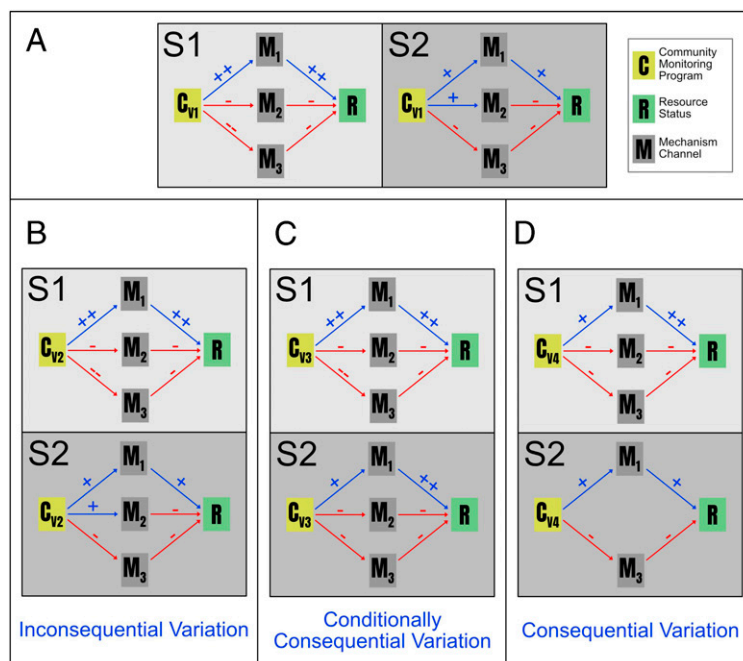 A
S1
M1
++ ++
CV1 - M2 - R
-- -
M3
S2
M1
+ +
CV1 + M2 - R
- -
M3
C Community
Monitoring
Program
R Resource
Status
M Mechanism
Channel
B
S1
M1
++ ++
CV2 - M2 - R
-- -
M3
S2
M1
+ +
CV2 + M2 - R
- -
M3
Inconsequential Variation
C
S1
M1
++ ++
CV3 - M2 - R
-- -
M3
S2
M1
+ ++
CV3 - M2 - R
- -
M3
Conditionally
Consequential Variation
D
S1
M1
+ ++
CV4 - M2 - R
- -
M3
S2
M1
+ +
CV4 R
- -
M3
Consequential Variation